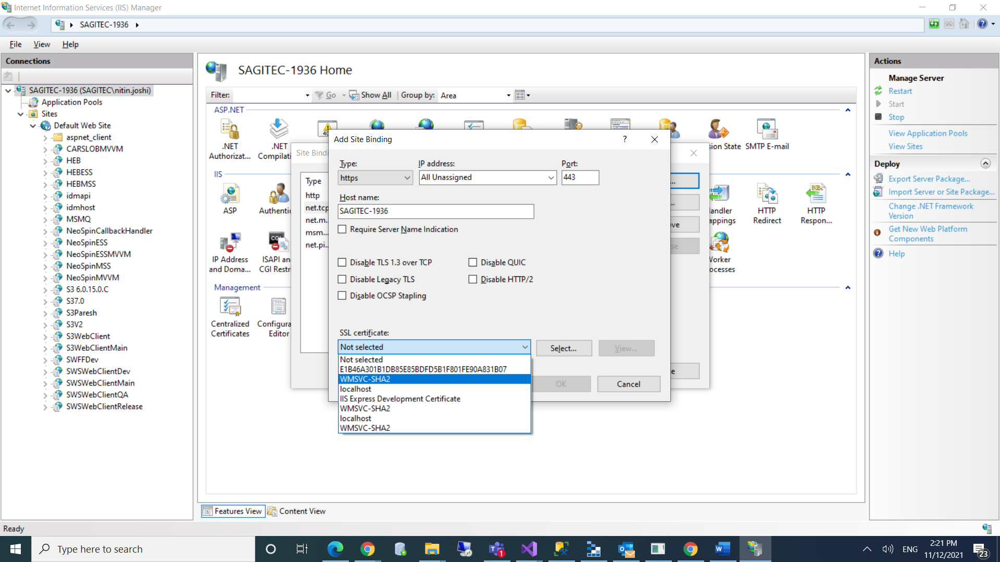 Internet Information Services (IIS) Manager
SAGITEC-1936
File View Help
Connections
SAGITEC-1936 (SAGITEC\nitin.joshi)
Application Pools
Sites
Default Web Site
aspnet_client
CARSLOBMVVM
HEB
HEBESS
HEBMSS
idmapi
idmhost
MSMQ
NeoSpinCallbackHandler
NeoSpinESS
NeoSpinESSMVVM
NeoSpinMSS
NeoSpinMVVM
S3 6.0.15.0.C
S37.0
S3Paresh
S3V2
S3WebClient
S3WebClientMain
SWFFDev
SWSWebClientDev
SWSWebClientMain
SWSWebClientQA
SWSWebClientRelease
SAGITEC-1936 Home
Filter: Go Show All Group by: Area
ASP.NET
.NET Authorizat...
.NET Compilati
sion State
SMTP E-mail
IIS
ASP
Authentic
andler appings
HTTP Redirect
HTTP Respon...
IP Address and Doma...
ISAPI an CGI Restr
Worker ocesses
Management
Centralized Certificates
Configura Editor
Site Bindi
Type
http
net.tcp
net.m...
msm...
net.pi...
...
...
ve
se
e
Add Site Binding
?
Type: IP address: Port:
https All Unassigned 443
Host name:
SAGITEC-1936
Require Server Name Indication
Disable TLS 1.3 over TCP Disable QUIC
Disable Legacy TLS Disable HTTP/2
Disable OCSP Stapling
SSL certificate:
Not selected Select... View...
Not selected
E1B46A301B1DB85E85BDFD5B1F801FE90A831B07
WMSVC-SHA2
localhost
IIS Express Development Certificate
WMSVC-SHA2
localhost
WMSVC-SHA2
OK Cancel
Features View Content View
Actions
Manage Server
Restart
Start
Stop
View Application Pools
View Sites
Deploy
Export Server Package...
Import Server or Site Package...
Change .NET Framework
Version
Get New Web Platform
Components
Help
Ready
Type here to search
1
ENG
2:21 PM
11/12/2021
23